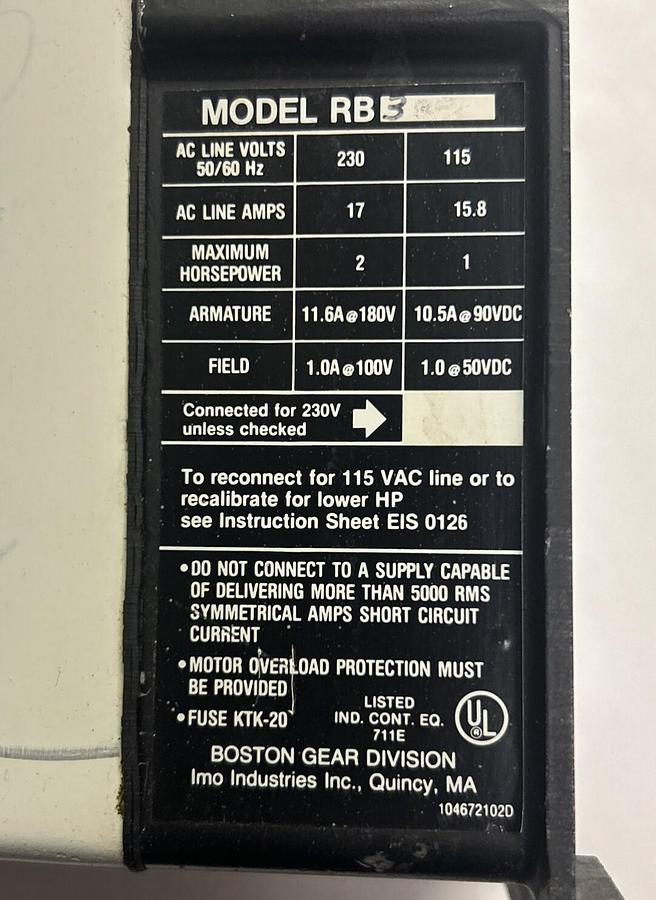 MODEL RB 3
AC LINE VOLTS 50/60 Hz 230 115
AC LINE AMPS 17 15.8
MAXIMUM HORSEPOWER 2 1
ARMATURE 11.6A@180V 10.5A@90VDC
FIELD 1.0A@100V 1.0@50VDC
Connected for 230V
unless checked
To reconnect for 115 VAC line or to
recalibrate for lower HP
see Instruction Sheet EIS 0126
•DO NOT CONNECT TO A SUPPLY CAPABLE
OF DELIVERING MORE THAN 5000 RMS
SYMMETRICAL AMPS SHORT CIRCUIT
CURRENT
•MOTOR OVERLOAD PROTECTION MUST
BE PROVIDED
•FUSE KTK-20
LISTED
IND. CONT. EQ.
711E
UL ®
BOSTON GEAR DIVISION
Imo Industries Inc., Quincy, MA
104672102D